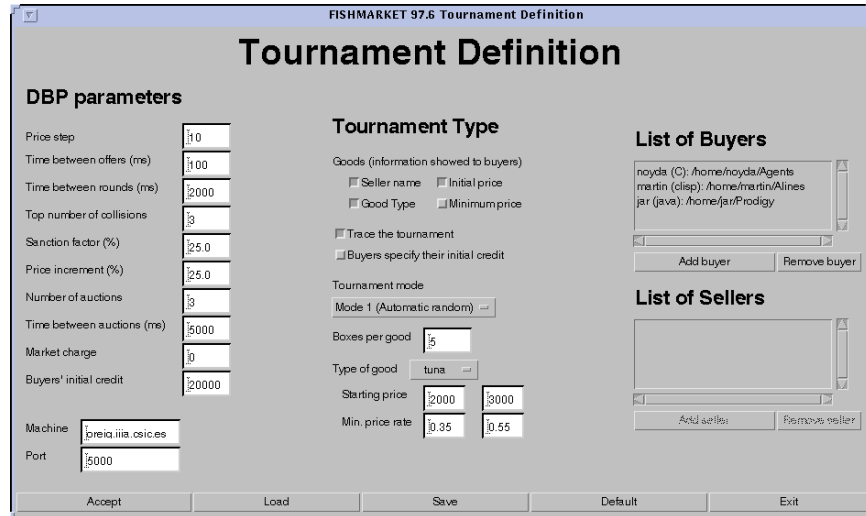 FISHMARKET 97.6 Tournament Definition
Tournament Definition
DBP parameters
Price step 10
Time between offers (ms) 100
Time between rounds (ms) 2000
Top number of collisions 3
Sanction factor (%) 25.0
Price increment (%) 25.0
Number of auctions 3
Time between auctions (ms) 5000
Market charge 0
Buyers' initial credit 20000
Machine oreig.iiia.csic.es
Port 5000
Tournament Type
Goods (information showed to buyers)
Seller name Initial price
Good Type Minimum price
Trace the tournament
Buyers specify their initial credit
Tournament mode
Mode 1 (Automatic random)
Boxes per good 5
Type of good tuna
Starting price 2000 3000
Min. price rate 0.35 0.55
List of Buyers
noyda (C): /home/noyda/Agents
martin (clisp): /home/martin/Alines
jar (java): /home/jar/Prodigy
Add buyer Remove buyer
List of Sellers
Add seller Remove seller
Accept Load Save Default Exit